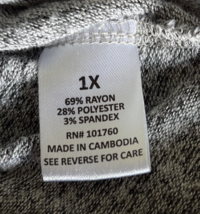 1X
69% RAYON
28% POLYESTER
3% SPANDEX
RN# 101760
MADE IN CAMBODIA
SEE REVERSE FOR CARE